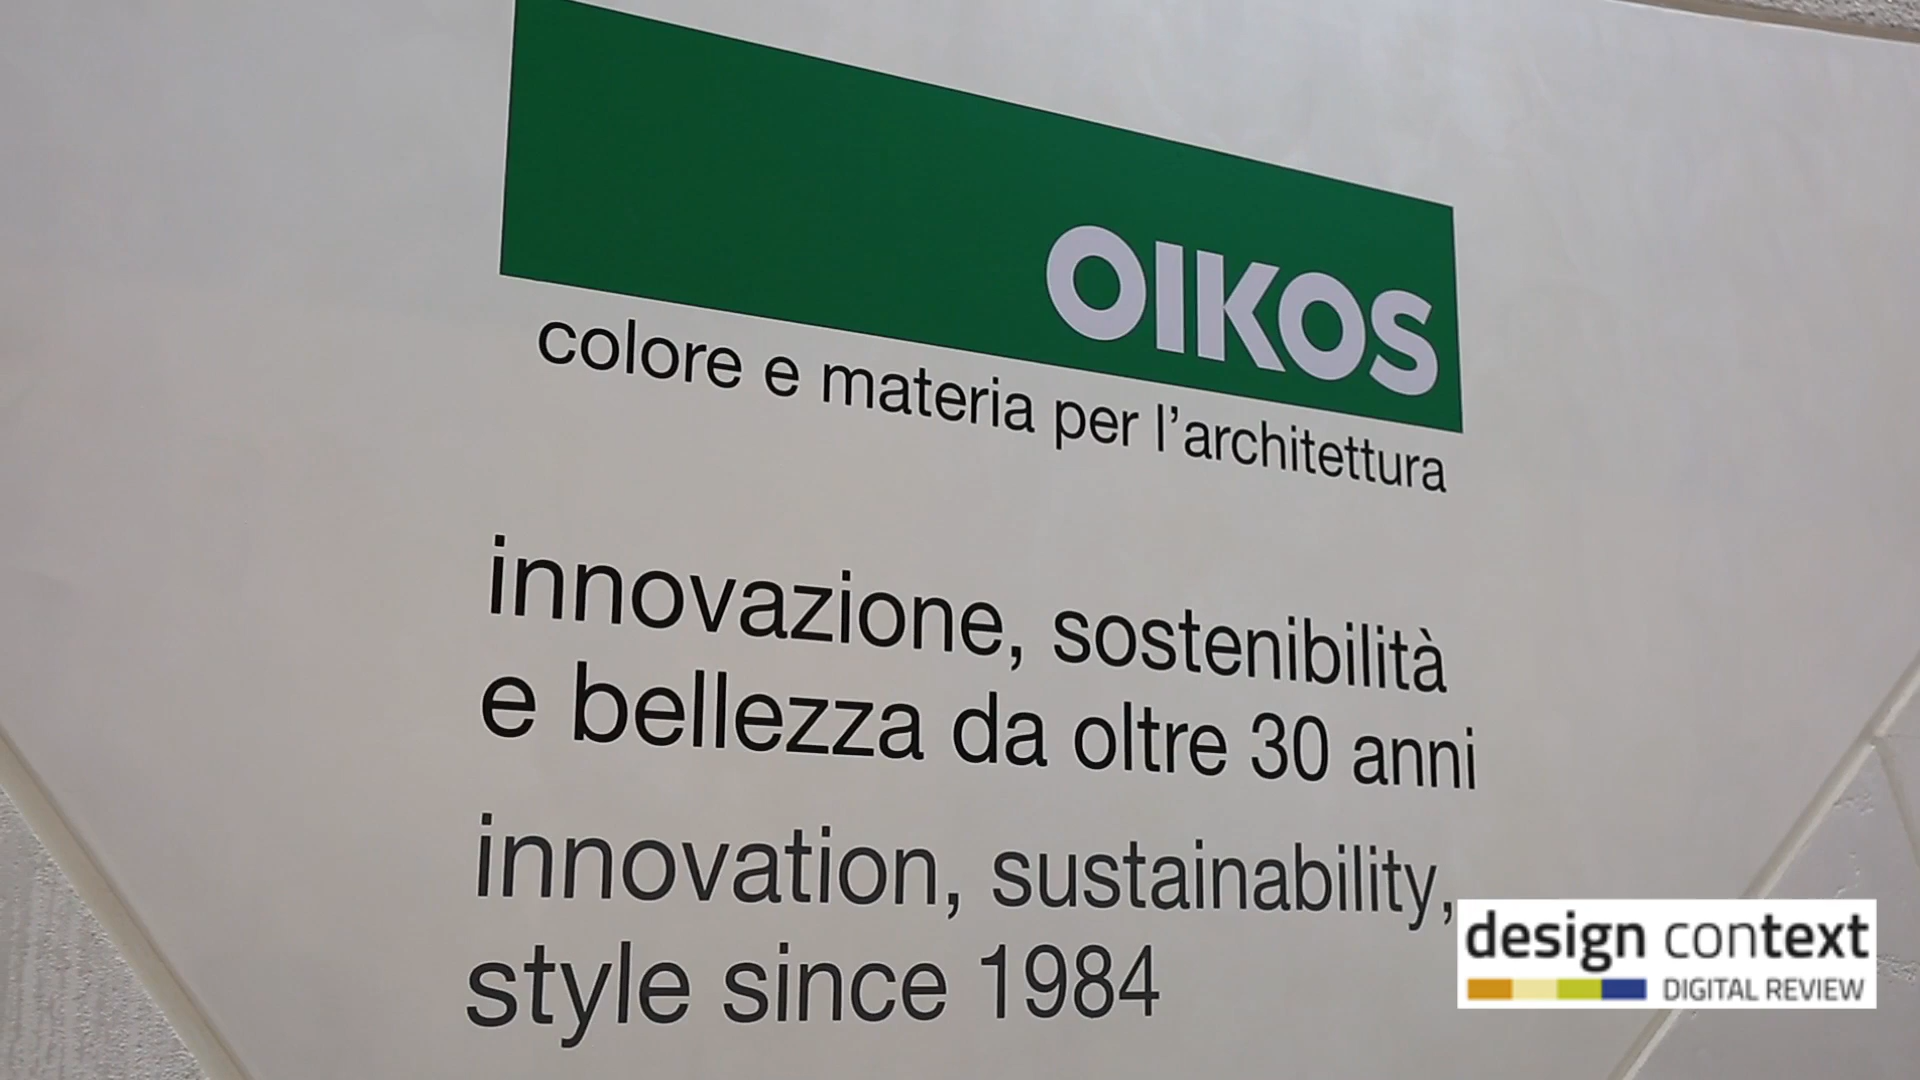 OIKOS
colore e materia per l'architettura
innovazione, sostenibilità
e bellezza da oltre 30 anni
innovation, sustainability,
style since 1984
design context
DIGITAL REVIEW